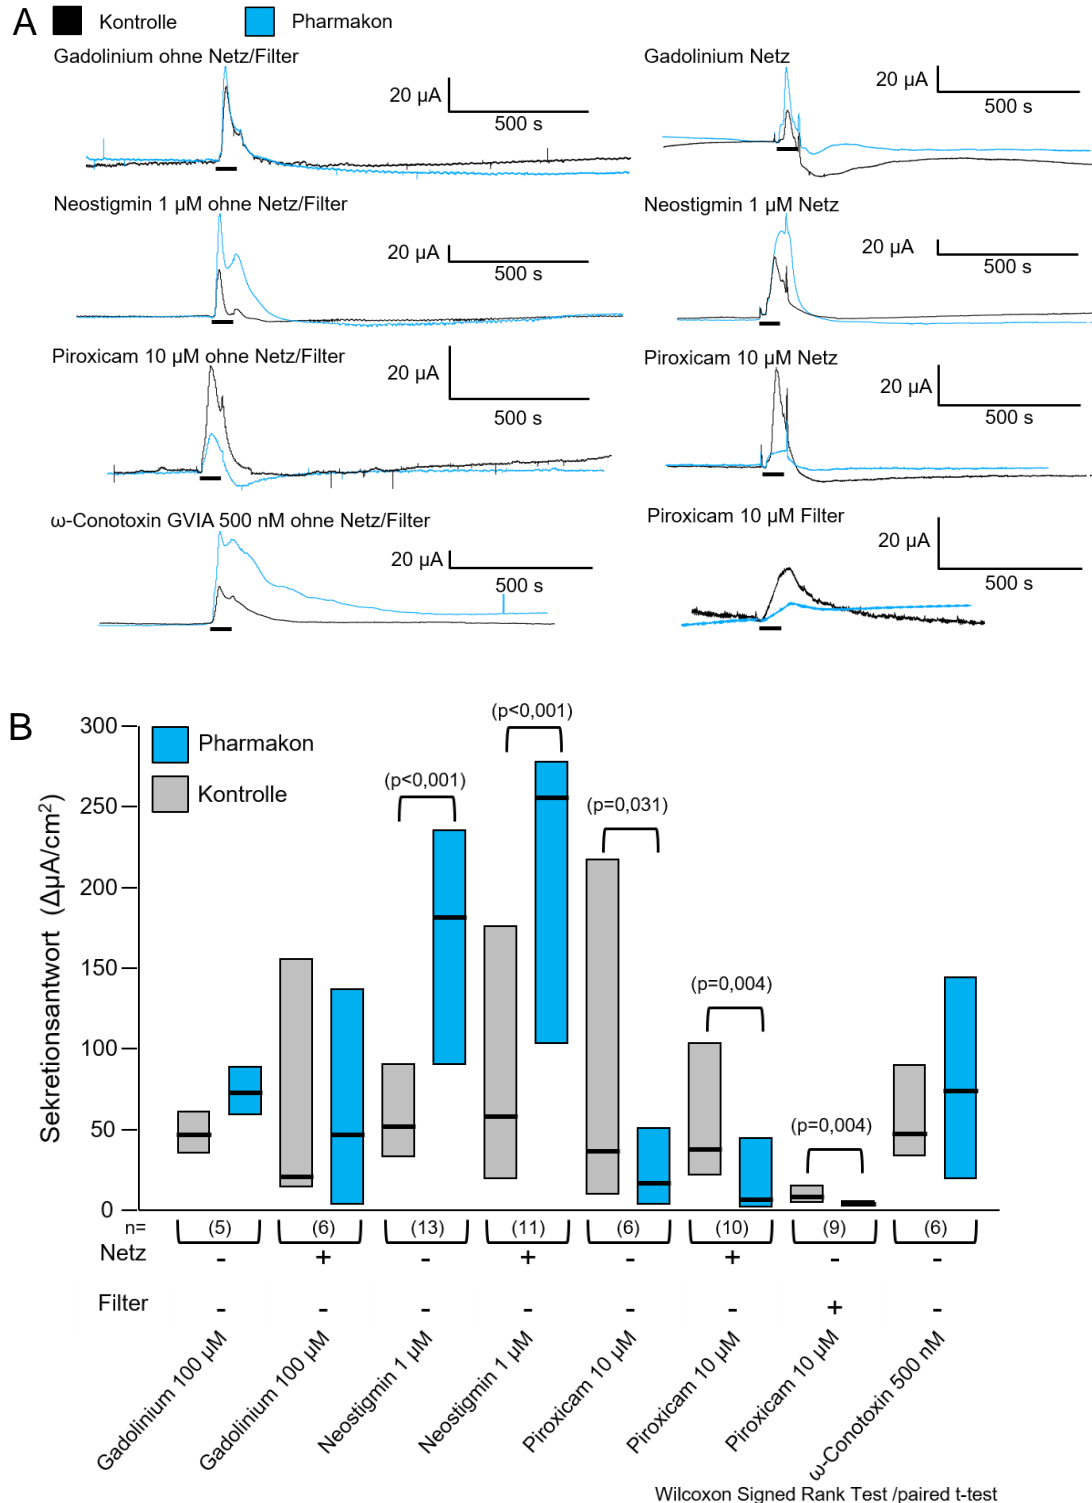 A
Kontrolle
Pharmakon
Gadolinium ohne Netz/Filter
20 µA
500 s
Gadolinium Netz
20 µA
500 s
Neostigmin 1 µM ohne Netz/Filter
20 µA
500 s
Neostigmin 1 µM Netz
20 µA
500 s
Piroxicam 10 µM ohne Netz/Filter
20 µA
500 s
Piroxicam 10 µM Netz
20 µA
500 s
ω-Conotoxin GVIA 500 nM ohne Netz/Filter
20 µA
500 s
Piroxicam 10 µM Filter
20 µA
500 s
B
Sekretionsantwort (ΔµA/cm²)
300
250
200
150
100
50
0
Pharmakon
Kontrolle
(p<0,001)
(p<0,001)
(p=0,031)
(p=0,004)
(p=0,004)
n= (5) (6) (13) (11) (6) (10) (9) (6)
Netz - + - + - + - -
Filter - - - - - - + -
Gadolinium 100 µM
Gadolinium 100 µM
Neostigmin 1 µM
Neostigmin 1 µM
Piroxicam 10 µM
Piroxicam 10 µM
Piroxicam 10 µM
ω-Conotoxin 500 nM
Wilcoxon Signed Rank Test /paired t-test